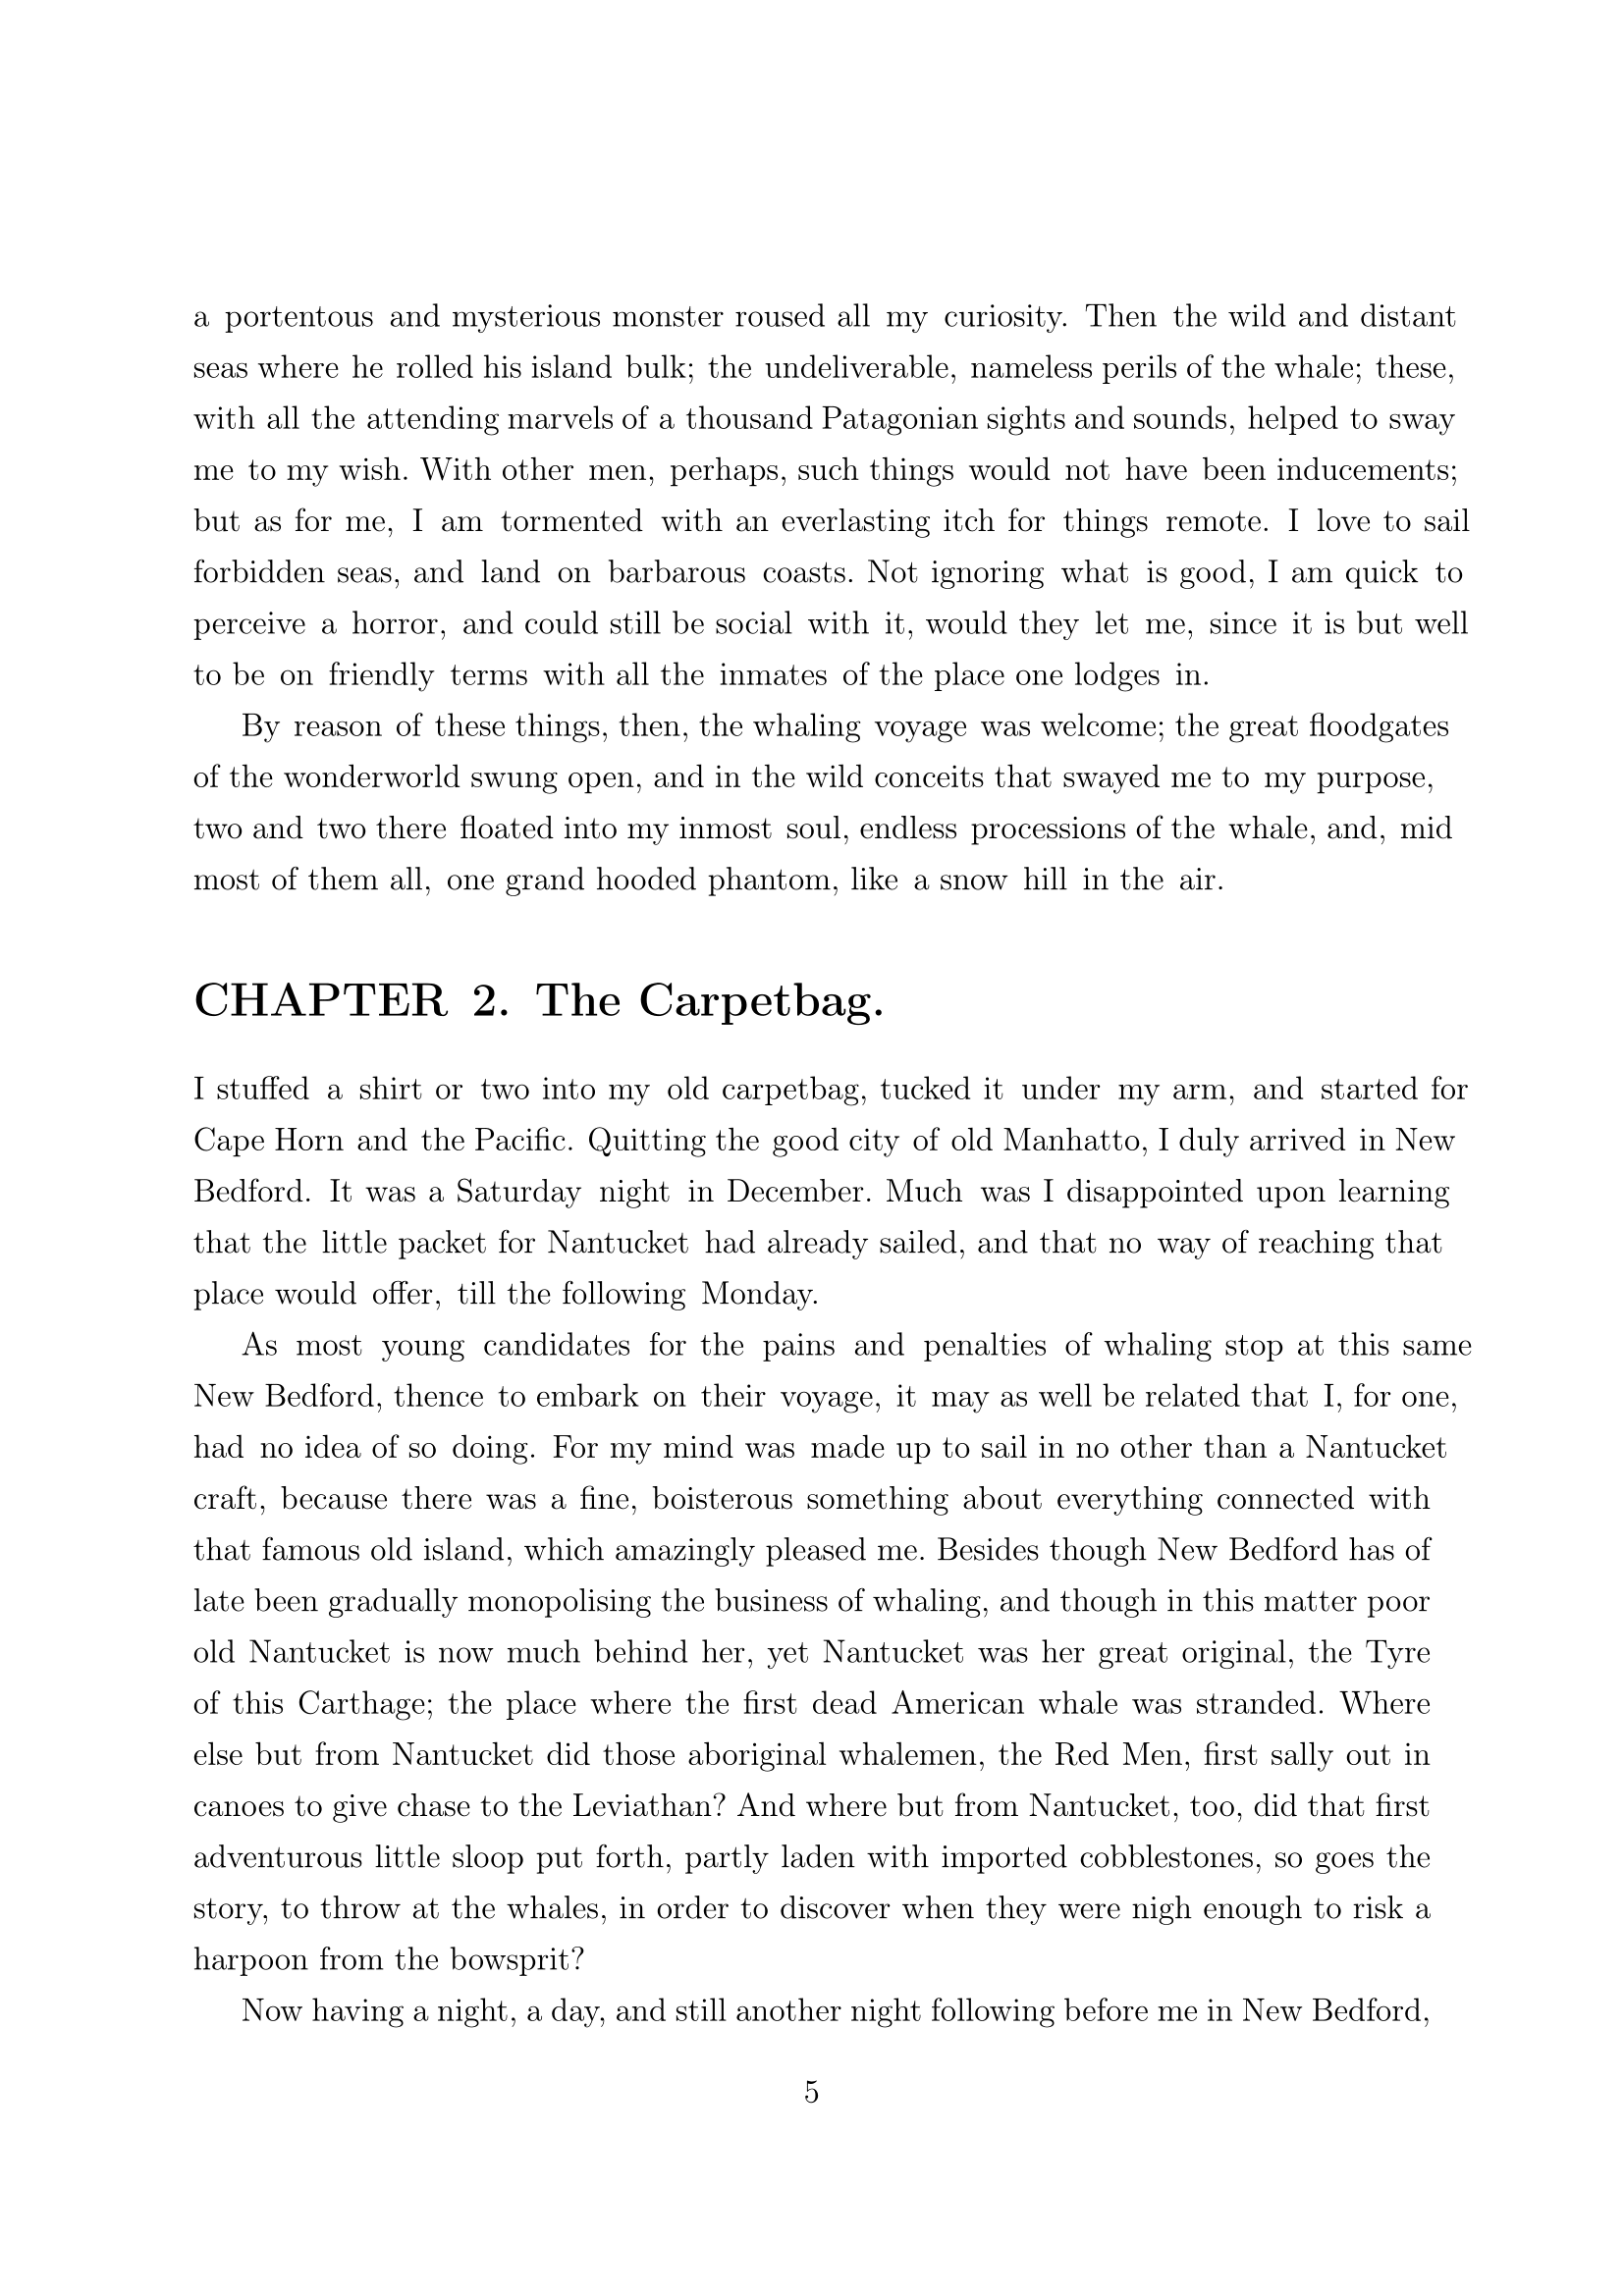 a portentous and mysterious monster roused all my curiosity. Then the wild and distant
seas where he rolled his island bulk; the undeliverable, nameless perils of the whale; these,
with all the attending marvels of a thousand Patagonian sights and sounds, helped to sway
me to my wish. With other men, perhaps, such things would not have been inducements;
but as for me, I am tormented with an everlasting itch for things remote. I love to sail
forbidden seas, and land on barbarous coasts. Not ignoring what is good, I am quick to
perceive a horror, and could still be social with it, would they let me, since it is but well
to be on friendly terms with all the inmates of the place one lodges in.
By reason of these things, then, the whaling voyage was welcome; the great floodgates
of the wonderworld swung open, and in the wild conceits that swayed me to my purpose,
two and two there floated into my inmost soul, endless processions of the whale, and, mid
most of them all, one grand hooded phantom, like a snow hill in the air.
CHAPTER 2. The Carpetbag.
I stuffed a shirt or two into my old carpetbag, tucked it under my arm, and started for
Cape Horn and the Pacific. Quitting the good city of old Manhatto, I duly arrived in New
Bedford. It was a Saturday night in December. Much was I disappointed upon learning
that the little packet for Nantucket had already sailed, and that no way of reaching that
place would offer, till the following Monday.
As most young candidates for the pains and penalties of whaling stop at this same
New Bedford, thence to embark on their voyage, it may as well be related that I, for one,
had no idea of so doing. For my mind was made up to sail in no other than a Nantucket
craft, because there was a fine, boisterous something about everything connected with
that famous old island, which amazingly pleased me. Besides though New Bedford has of
late been gradually monopolising the business of whaling, and though in this matter poor
old Nantucket is now much behind her, yet Nantucket was her great original, the Tyre
of this Carthage; the place where the first dead American whale was stranded. Where
else but from Nantucket did those aboriginal whalemen, the Red Men, first sally out in
canoes to give chase to the Leviathan? And where but from Nantucket, too, did that first
adventurous little sloop put forth, partly laden with imported cobblestones, so goes the
story, to throw at the whales, in order to discover when they were nigh enough to risk a
harpoon from the bowsprit?
Now having a night, a day, and still another night following before me in New Bedford,
5